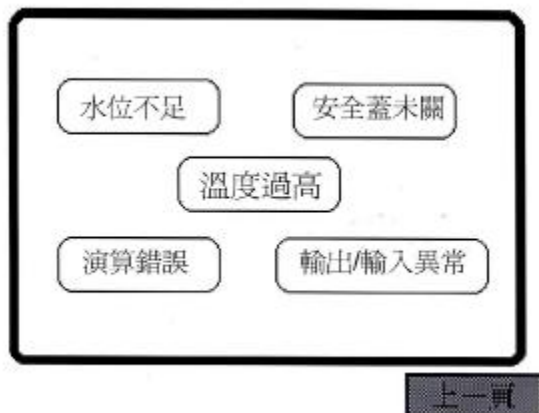 水位不足
安全蓋未關
溫度過高
演算錯誤
輸出/輸入異常
上一頁